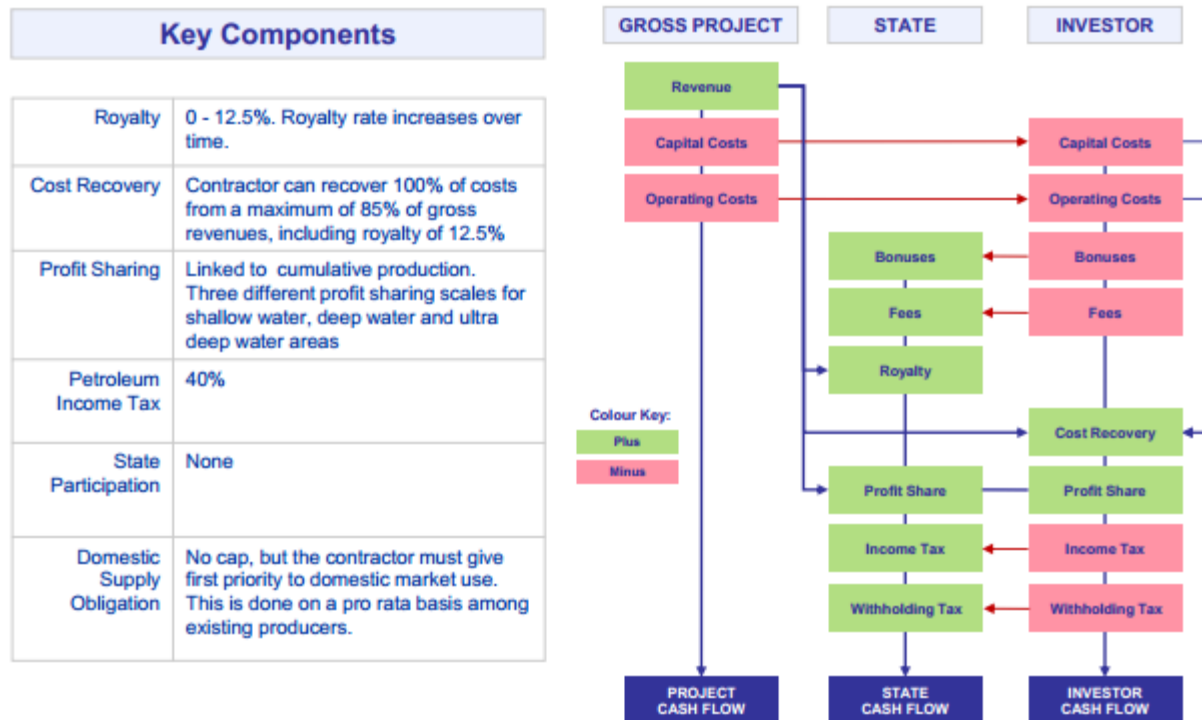 Key Components
Royalty
0 - 12.5%. Royalty rate increases over
time.
Cost Recovery
Contractor can recover 100% of costs
from a maximum of 85% of gross
revenues, including royalty of 12.5%
Profit Sharing
Linked to cumulative production.
Three different profit sharing scales for
shallow water, deep water and ultra
deep water areas
Petroleum
Income Tax
40%
State
Participation
None
Domestic
Supply
Obligation
No cap, but the contractor must give
first priority to domestic market use.
This is done on a pro rata basis among
existing producers.
GROSS PROJECT
STATE
INVESTOR
Revenue
Capital Costs
Capital Costs
Operating Costs
Operating Costs
Bonuses
Bonuses
Fees
Fees
Royalty
Colour Key:
Plus
Minus
Cost Recovery
Profit Share
Profit Share
Income Tax
Income Tax
Withholding Tax
Withholding Tax
PROJECT
CASH FLOW
STATE
CASH FLOW
INVESTOR
CASH FLOW